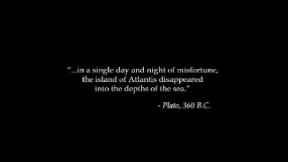 “...in a single day and night of misfortune,
the island of Atlantis disappeared
into the depths of the sea.”
- Plato, 360 B.C.